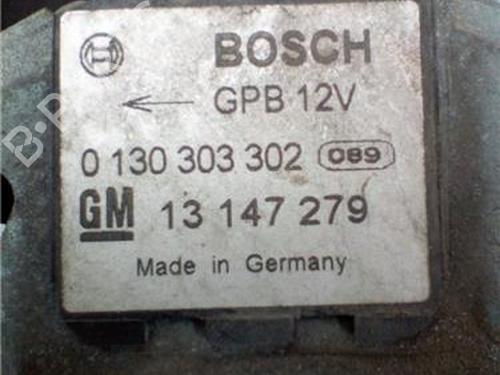 BOSCH
GPB 12V
0 130 303 302 089
GM 13 147 279
Made in Germany